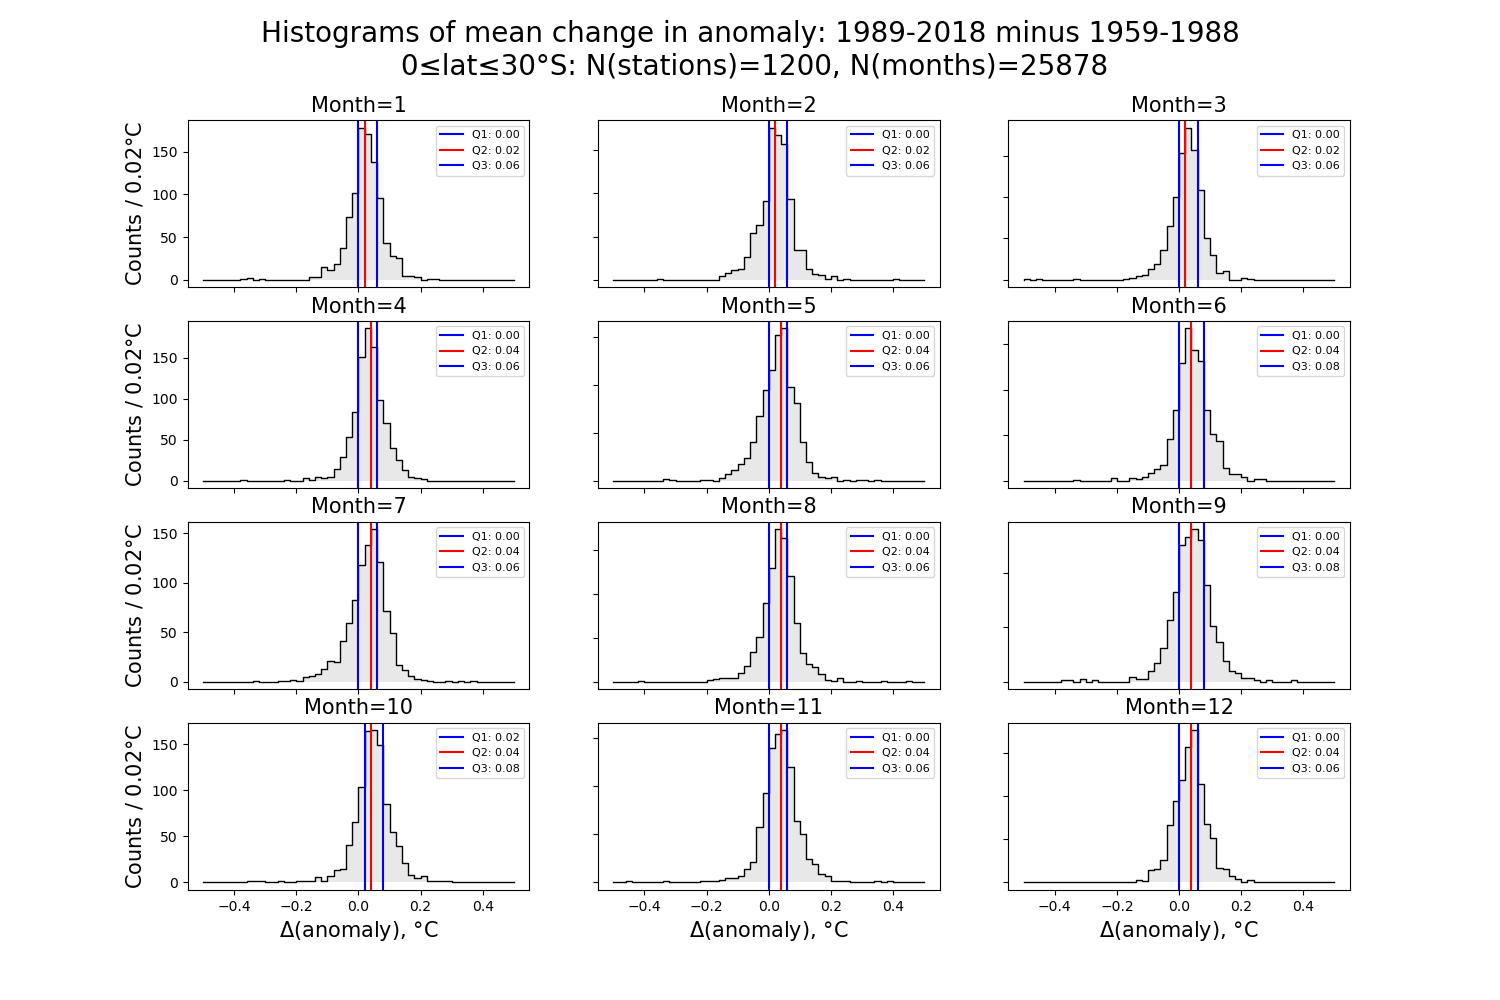 Histograms of mean change in anomaly: 1989-2018 minus 1959-1988
0≤lat≤30°S: N(stations)=1200, N(months)=25878
Month=1
Month=2
Month=3
Counts / 0.02°C
150
100
50
0
Q1: 0.00
Q2: 0.02
Q3: 0.06
Q1: 0.00
Q2: 0.02
Q3: 0.06
Q1: 0.00
Q2: 0.02
Q3: 0.06
Month=4
Month=5
Month=6
Counts / 0.02°C
150
100
50
0
Q1: 0.00
Q2: 0.04
Q3: 0.06
Q1: 0.00
Q2: 0.04
Q3: 0.06
Q1: 0.00
Q2: 0.04
Q3: 0.08
Month=7
Month=8
Month=9
Counts / 0.02°C
150
100
50
0
Q1: 0.00
Q2: 0.04
Q3: 0.06
Q1: 0.00
Q2: 0.04
Q3: 0.06
Q1: 0.00
Q2: 0.04
Q3: 0.08
Month=10
Month=11
Month=12
Counts / 0.02°C
150
100
50
0
Q1: 0.02
Q2: 0.04
Q3: 0.08
Q1: 0.00
Q2: 0.04
Q3: 0.06
Q1: 0.00
Q2: 0.04
Q3: 0.06
−0.4 −0.2 0.0 0.2 0.4
−0.4 −0.2 0.0 0.2 0.4
−0.4 −0.2 0.0 0.2 0.4
Δ(anomaly), °C
Δ(anomaly), °C
Δ(anomaly), °C